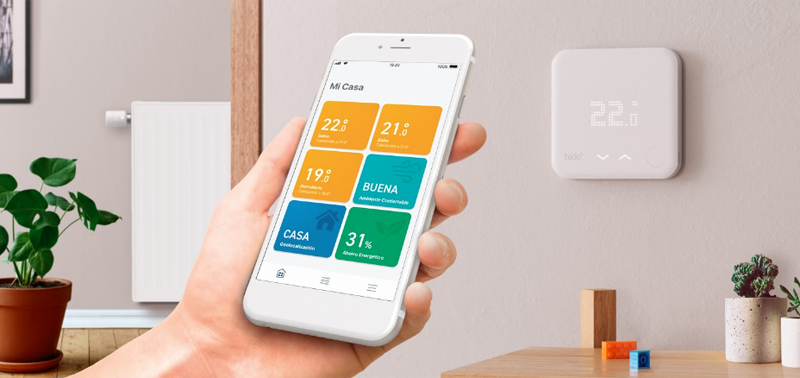 Mi Casa
22.0°
21.0°
19.0°
Dormitorio
BUENA
Ambiente Confortable
CASA
Geolocalización
31%
Ahorro Energético
22.0°
tado°